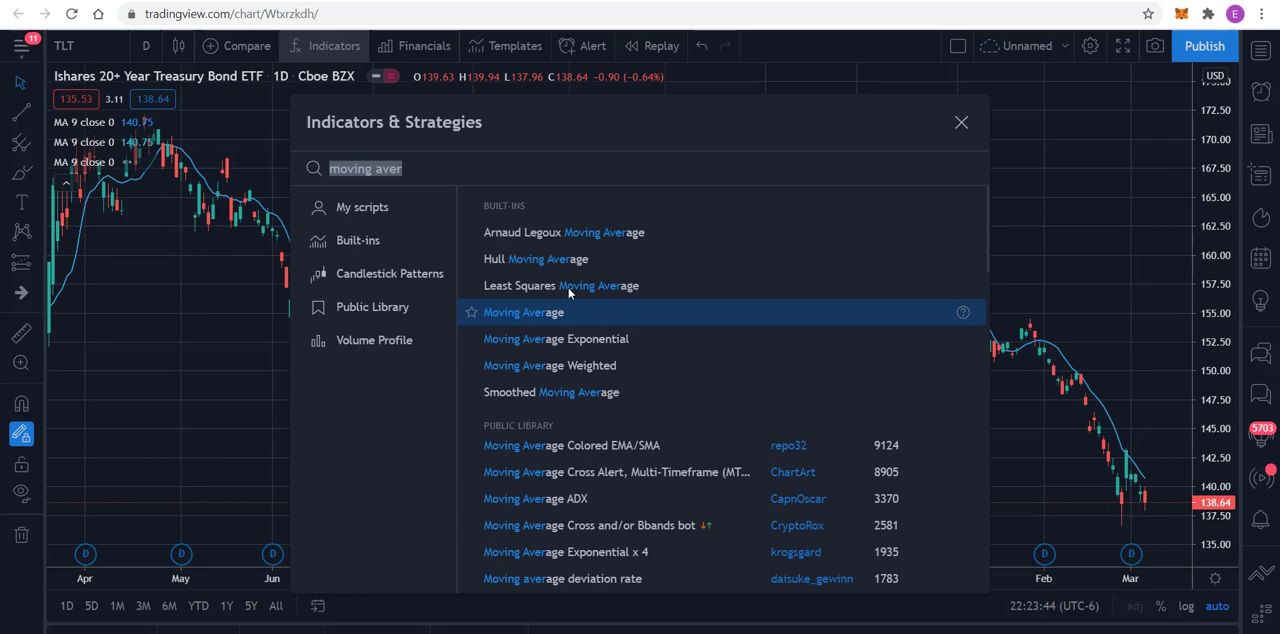 tradingview.com/chart/Wtxrzkdh/
E
11
TLT
D
Compare
Indicators
Financials
Templates
Alert
Replay
Unnamed
Publish
Ishares 20+ Year Treasury Bond ETF · 1D · Cboe BZX
O139.63 H139.94 L137.96 C138.64 −0.90 (−0.64%)
USD
135.53 3.11 138.64
MA 9 close 0 140.75
MA 9 close 0 140.75
MA 9 close 0
Indicators & Strategies
moving aver
My scripts
Built-ins
Candlestick Patterns
Public Library
Volume Profile
BUILT-INS
Arnaud Legoux Moving Average
Hull Moving Average
Least Squares Moving Average
Moving Average
Moving Average Exponential
Moving Average Weighted
Smoothed Moving Average
PUBLIC LIBRARY
Moving Average Colored EMA/SMA repo32 9124
Moving Average Cross Alert, Multi-Timeframe (MT... ChartArt 8905
Moving Average ADX CapnOscar 3370
Moving Average Cross and/or Bbands bot CryptoRox 2581
Moving Average Exponential x 4 krogsgard 1935
Moving average deviation rate daisuke_gewinn 1783
172.50
170.00
167.50
165.00
162.50
160.00
157.50
155.00
152.50
150.00
147.50
145.00
142.50
140.00
138.64
137.50
135.00
5703
D D D D D
Apr May Jun Feb Mar
1D 5D 1M 3M 6M YTD 1Y 5Y All
22:23:44 (UTC-6)
adj % log auto